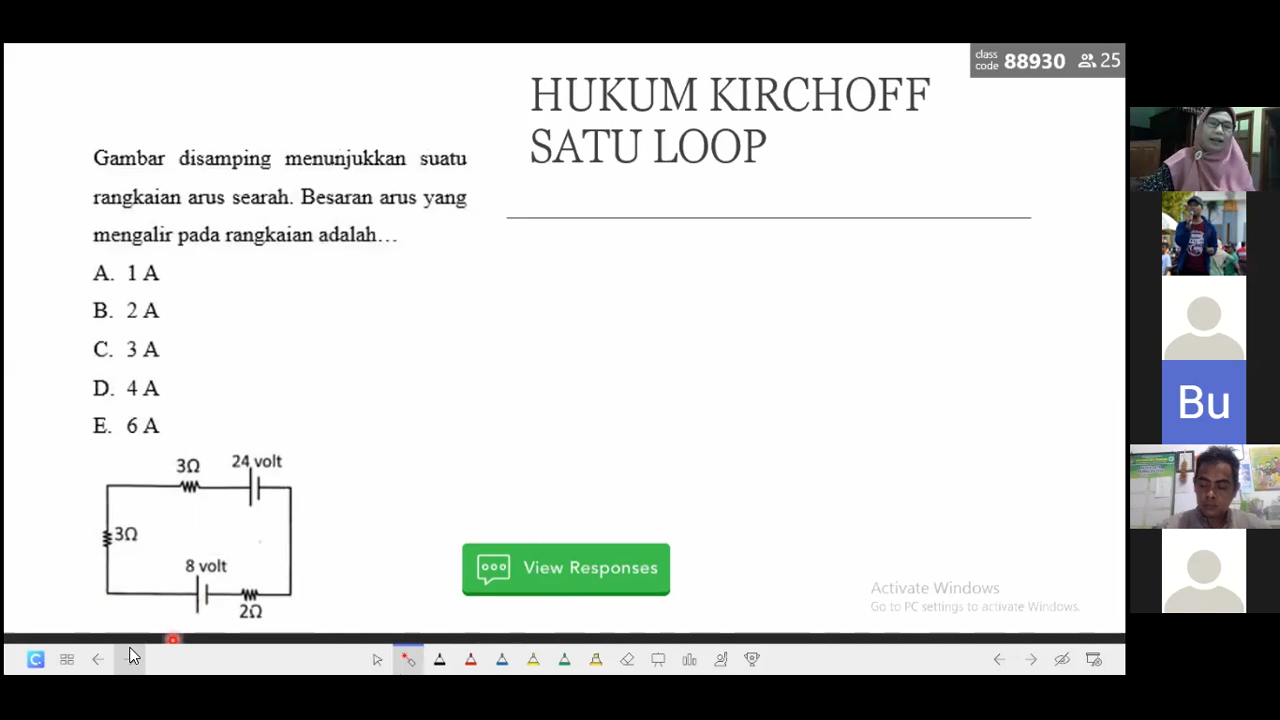 class
code 88930 25
HUKUM KIRCHOFF
SATU LOOP
Gambar disamping menunjukkan suatu
rangkaian arus searah. Besaran arus yang
mengalir pada rangkaian adalah...
A. 1 A
B. 2 A
C. 3 A
D. 4 A
E. 6 A
3Ω 24 volt
3Ω
8 volt
2Ω
View Responses
Activate Windows
Go to PC settings to activate Windows.
Bu